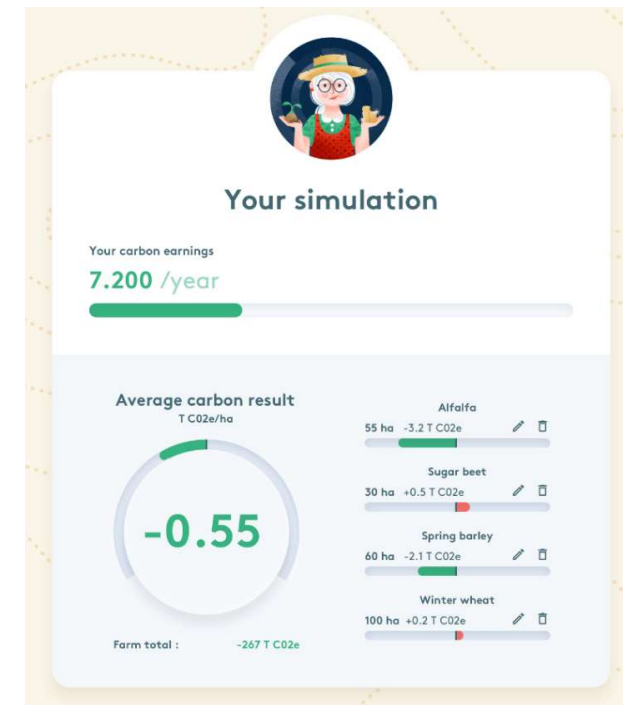 Your simulation
Your carbon earnings
7.200 /year
Average carbon result
T C02e/ha
-0.55
Farm total : -267 T C02e
Alfalfa
55 ha -3.2 T C02e
Sugar beet
30 ha +0.5 T C02e
Spring barley
60 ha -2.1 T C02e
Winter wheat
100 ha +0.2 T C02e